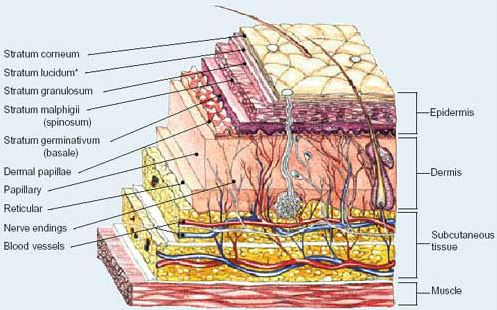 Stratum corneum
Stratum lucidum*
Stratum granulosum
Stratum malphigii
(spinosum)
Stratum germinativum
(basale)
Dermal papillae
Papillary
Reticular
Nerve endings
Blood vessels
Epidermis
Dermis
Subcutaneous
tissue
Muscle